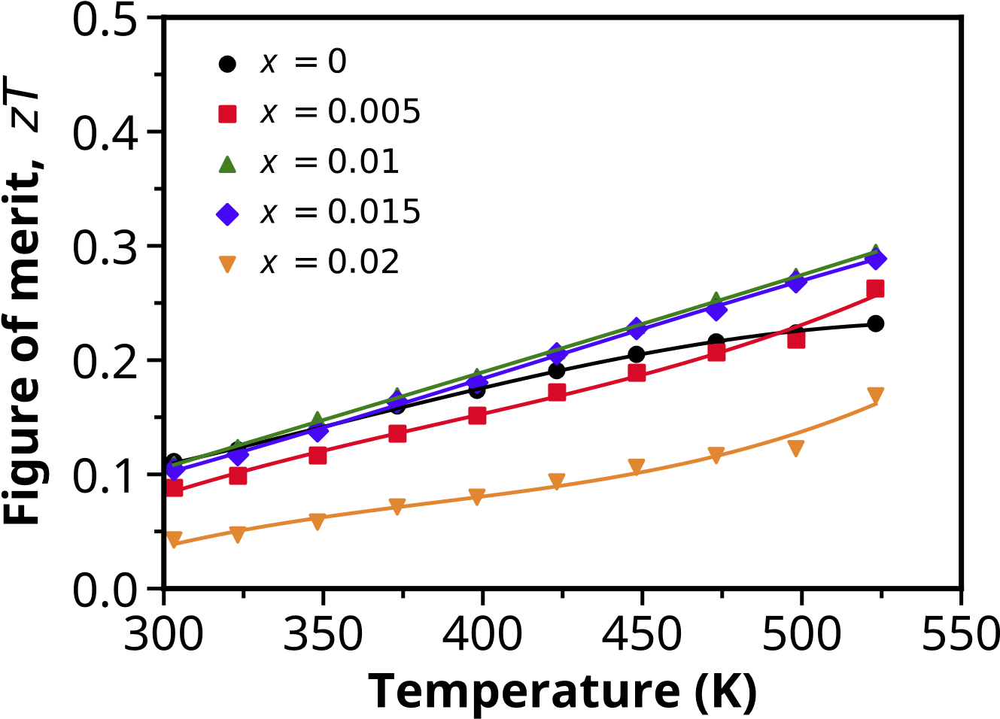 0.5
0.4
0.3
0.2
0.1
0.0
Figure of merit, zT
x = 0
x = 0.005
x = 0.01
x = 0.015
x = 0.02
300 350 400 450 500 550
Temperature (K)